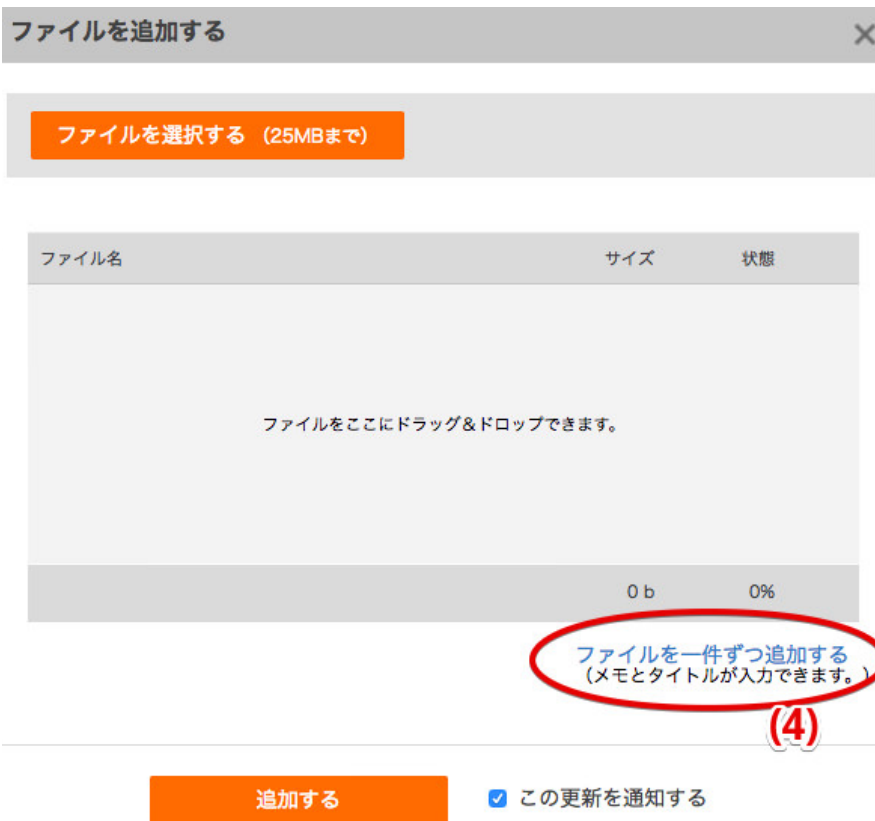 ファイルを追加する
ファイルを選択する (25MBまで)
ファイル名 サイズ 状態
ファイルをここにドラッグ&ドロップできます。
0 b 0%
ファイルを一件ずつ追加する
(メモとタイトルが入力できます。)
(4)
追加する この更新を通知する